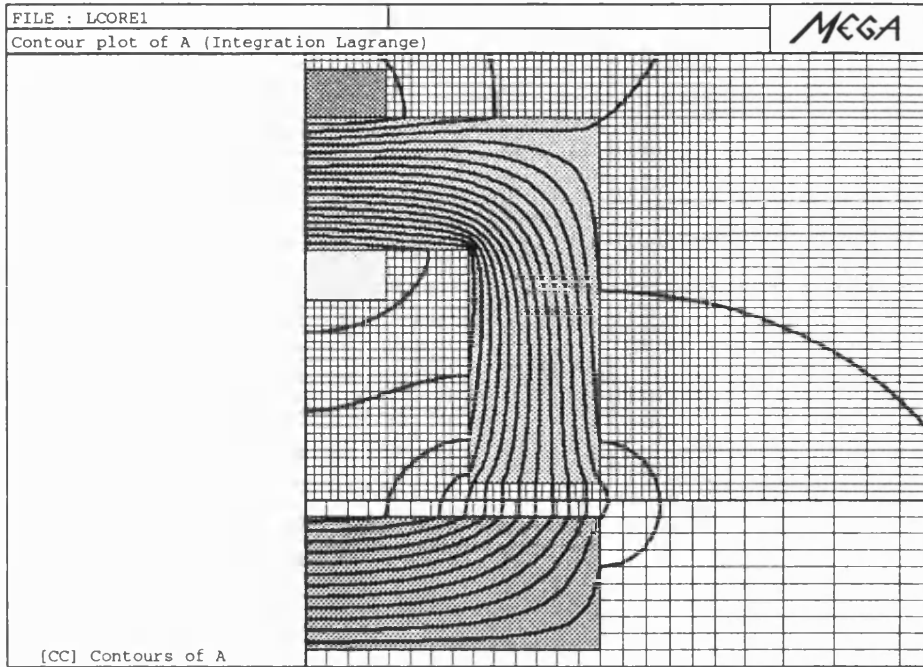 FILE : LCORE1
MEGA
Contour plot of A (Integration Lagrange)
[CC] Contours of A